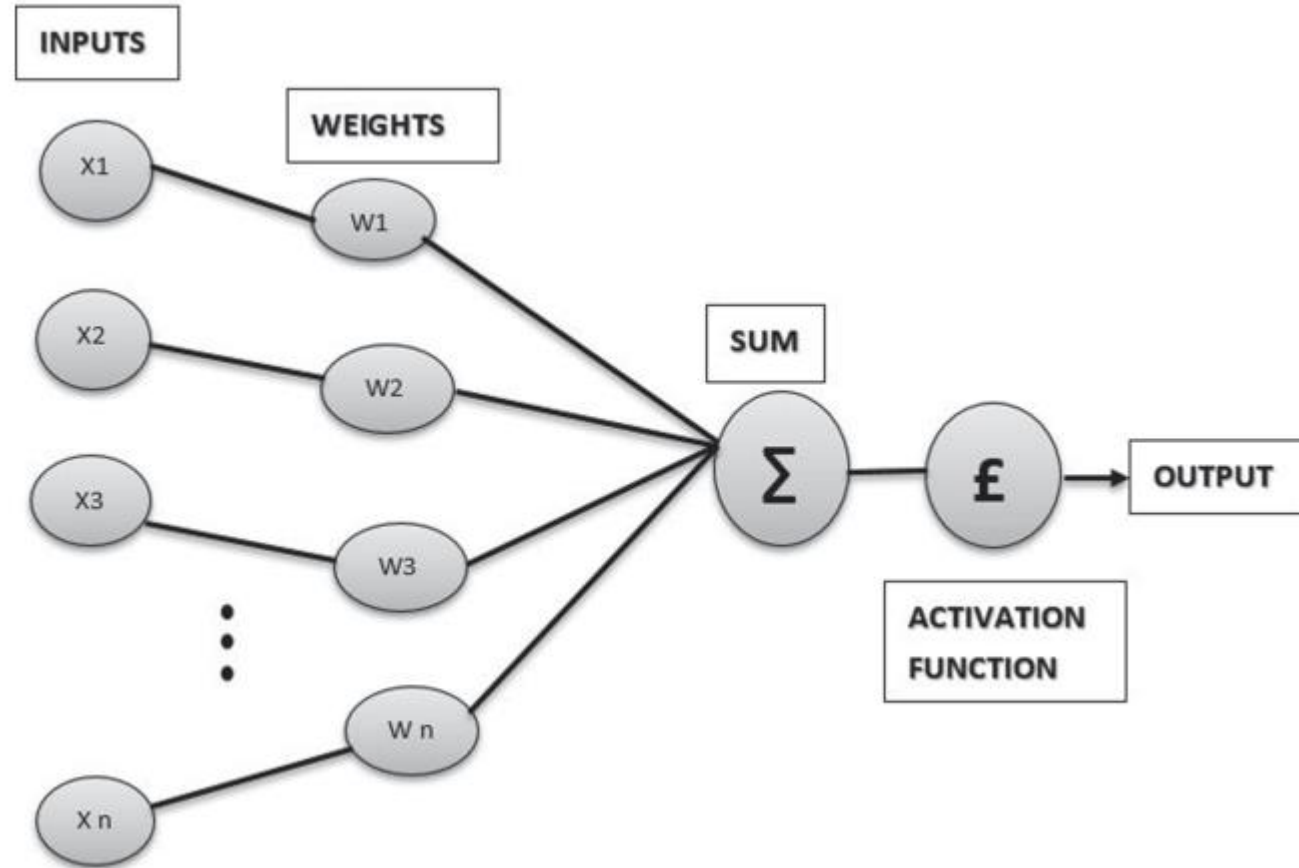 INPUTS
WEIGHTS
X1
W1
X2
W2
SUM
X3
W3
Σ
£
OUTPUT
ACTIVATION
FUNCTION
W n
X n